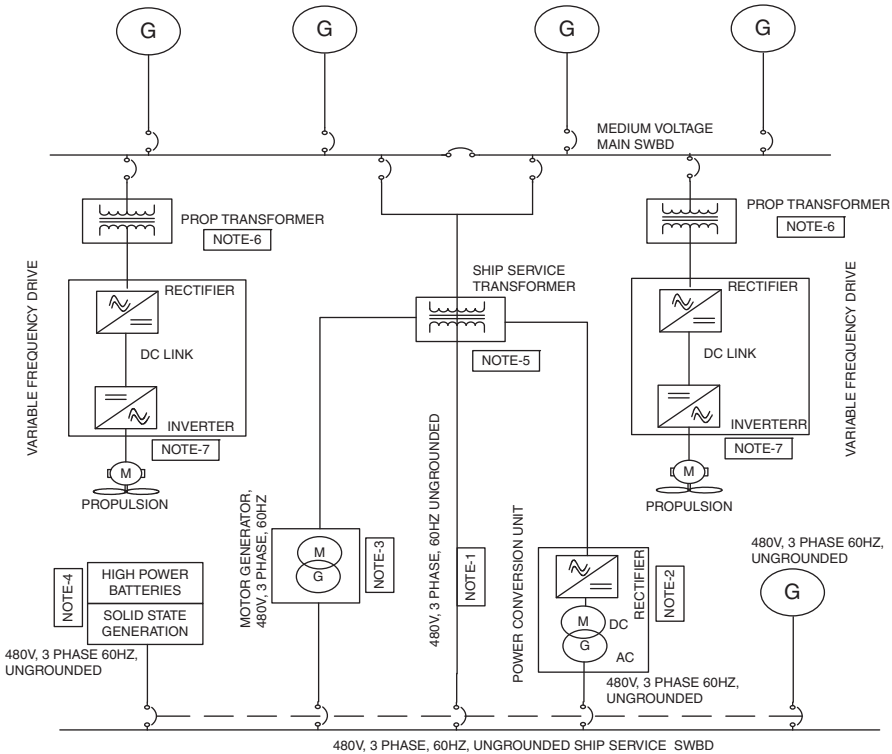 G
G
G
G
MEDIUM VOLTAGE
MAIN SWBD
PROP TRANSFORMER
NOTE-6
PROP TRANSFORMER
NOTE-6
SHIP SERVICE
TRANSFORMER
NOTE-5
VARIABLE FREQUENCY DRIVE
RECTIFIER
DC LINK
INVERTER
NOTE-7
M
PROPULSION
RECTIFIER
DC LINK
INVERTERR
NOTE-7
M
PROPULSION
VARIABLE FREQUENCY DRIVE
NOTE-4
HIGH POWER
BATTERIES
SOLID STATE
GENERATION
480V, 3 PHASE 60HZ,
UNGROUNDED
MOTOR GENERATOR,
480V, 3 PHASE, 60HZ
M
G
NOTE-3
480V, 3 PHASE, 60HZ UNGROUNDED
NOTE-1
POWER CONVERSION UNIT
M
DC
G
AC
RECTIFIER
NOTE-2
480V, 3 PHASE 60HZ,
UNGROUNDED
480V, 3 PHASE 60HZ,
UNGROUNDED
G
480V, 3 PHASE, 60HZ, UNGROUNDED SHIP SERVICE SWBD